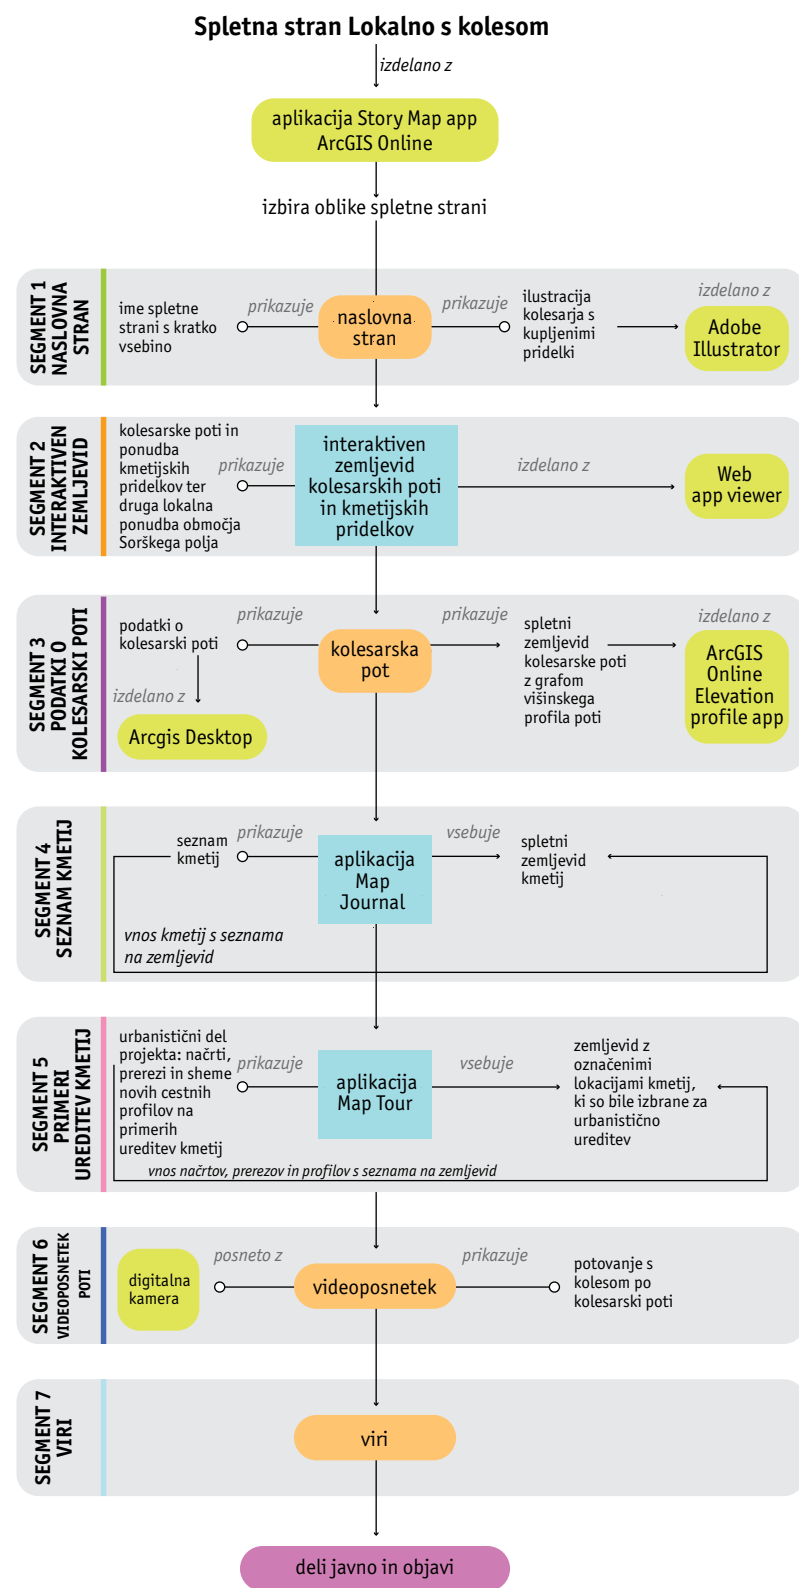 Spletna stran Lokalno s kolesom
izdelano z
aplikacija Story Map app
ArcGIS Online
izbira oblike spletne strani
SEGMENT 1
NASLOVNA
STRAN
ime spletne
strani s kratko
vsebino
prikazuje
naslovna
stran
prikazuje
ilustracija
kolesarja s
kupljenimi
pridelki
izdelano z
Adobe
Illustrator
SEGMENT 2
INTERAKTIVEN
ZEMLJEVID
kolesarske poti in
ponudba
kmetijskih
pridelkov ter
druga lokalna
ponudba območja
Sorškega polja
prikazuje
interaktiven
zemljevid
kolesarskih poti
in kmetijskih
pridelkov
izdelano z
Web
app viewer
SEGMENT 3
PODATKI O
KOLESARSKI POTI
podatki o
kolesarski poti
prikazuje
izdelano z
Arcgis Desktop
kolesarska
pot
prikazuje
spletni
zemljevid
kolesarske poti
z grafom
višinskega
profila poti
izdelano z
ArcGIS
Online
Elevation
profile app
SEGMENT 4
SEZNAM KMETIJ
seznam
kmetij
prikazuje
aplikacija
Map
Journal
vsebuje
spletni
zemljevid
kmetij
vnos kmetij s seznama
na zemljevid
SEGMENT 5
PRIMERI
UREDITEV KMETIJ
urbanistični del
projekta: načrti,
prerezi in sheme
novih cestnih
profilov na
primerih
ureditev kmetij
prikazuje
aplikacija
Map Tour
vsebuje
zemljevid z
označenimi
lokacijami kmetij,
ki so bile izbrane za
urbanistično
ureditev
vnos načrtov, prerezov in profilov s seznama na zemljevid
SEGMENT 6
VIDEOPOSNETEK
POTI
digitalna
kamera
posneto z
videoposnetek
prikazuje
potovanje s
kolesom po
kolesarski poti
SEGMENT 7
VIRI
viri
deli javno in objavi